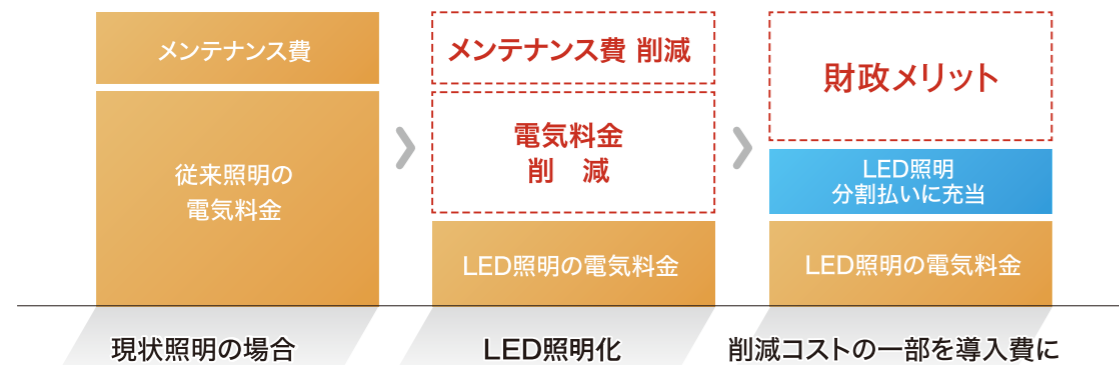 メンテナンス費
従来照明の
電気料金
現状照明の場合
メンテナンス費 削減
電気料金
削　減
LED照明の電気料金
LED照明化
財政メリット
LED照明
分割払いに充当
LED照明の電気料金
削減コストの一部を導入費に